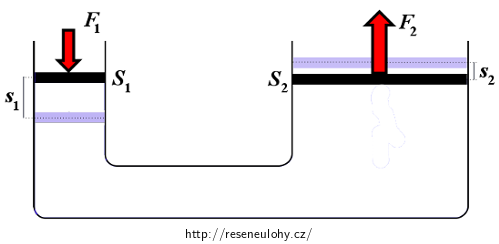 F1 F2
S1 S2
s1 s2
http://reseneulohy.cz/